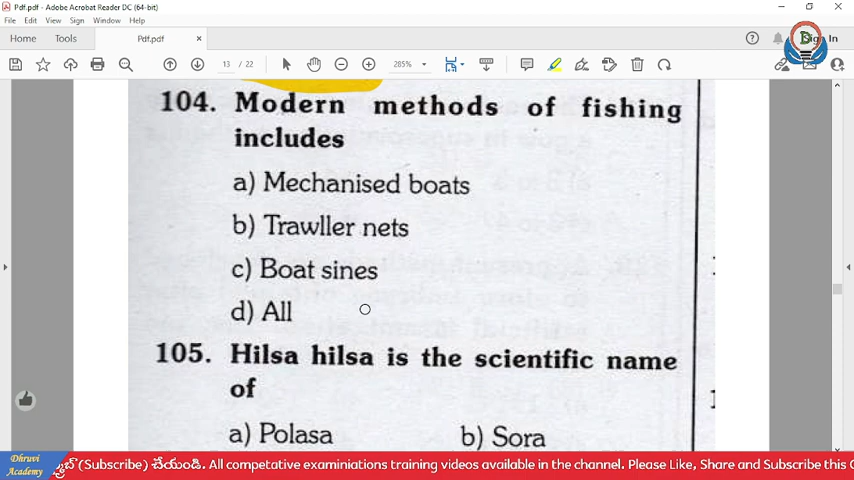 Pdf.pdf - Adobe Acrobat Reader DC (64-bit)
File Edit View Sign Window Help
Home Tools Pdf.pdf × Sign In
13 / 22 285%
104. Modern methods of fishing
includes
a) Mechanised boats
b) Trawller nets
c) Boat sines
d) All
105. Hilsa hilsa is the scientific name
of
a) Polasa b) Sora
Dhruvi
Academy
(Subscribe) చేయండి. All competative examiniations training videos available in the channel. Please Like, Share and Subscribe this